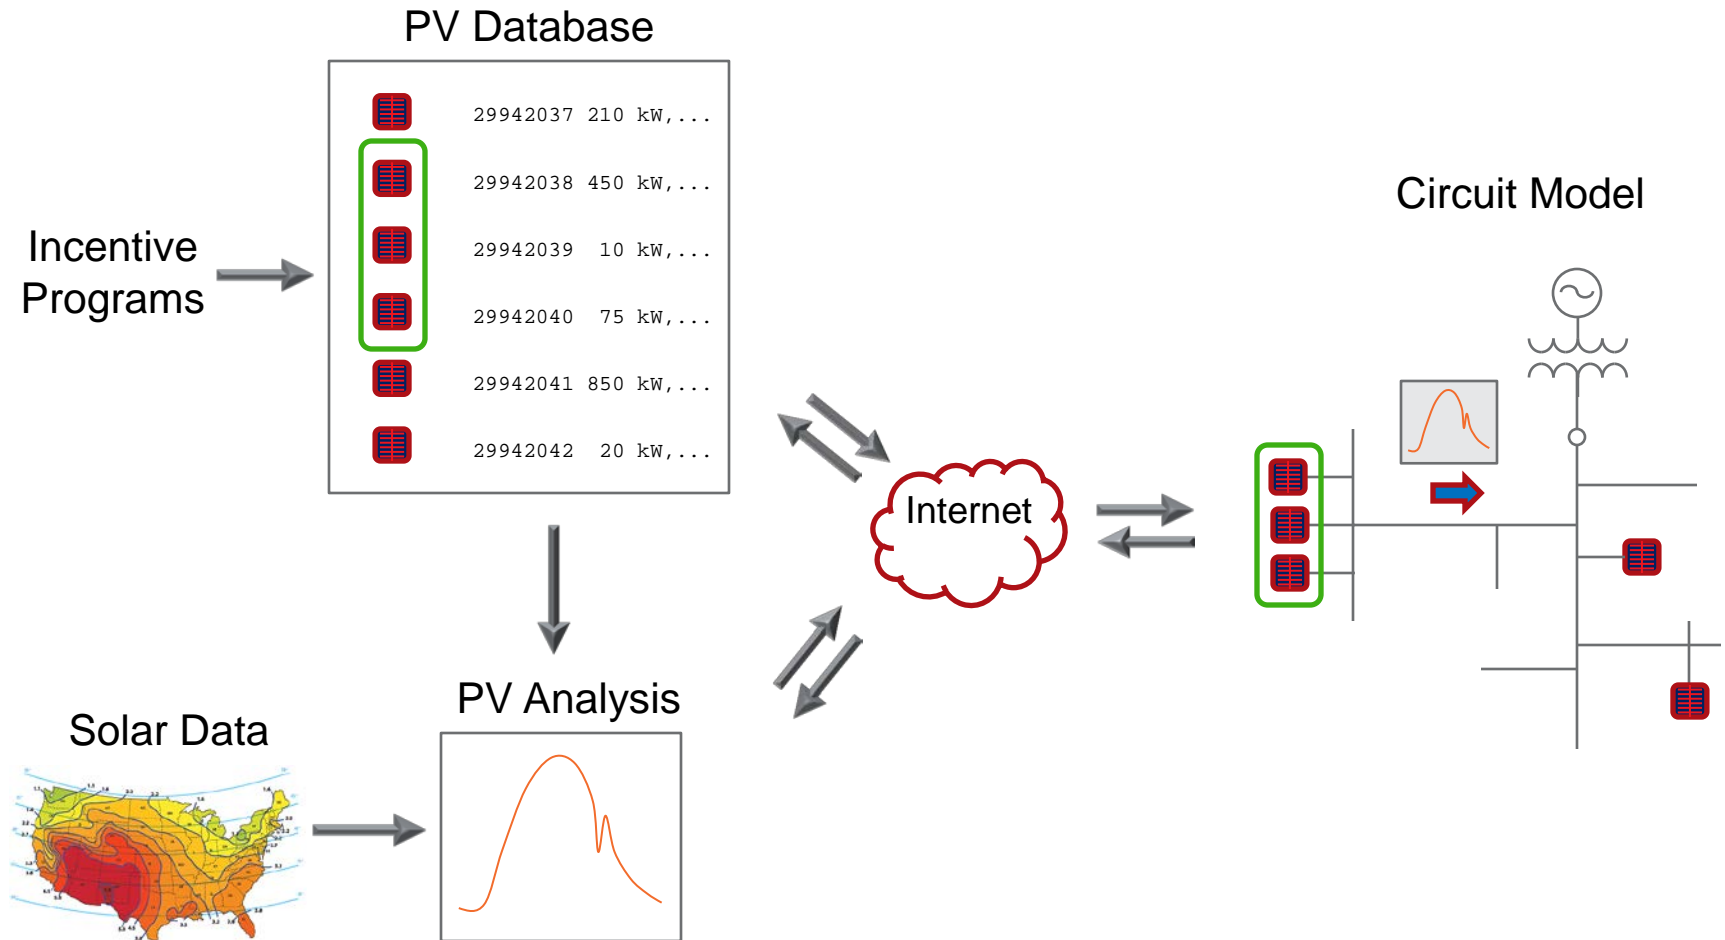 PV Database
29942037 210 kW,...
29942038 450 kW,...
29942039 10 kW,...
29942040 75 kW,...
29942041 850 kW,...
29942042 20 kW,...
Incentive
Programs
Circuit Model
Internet
PV Analysis
Solar Data